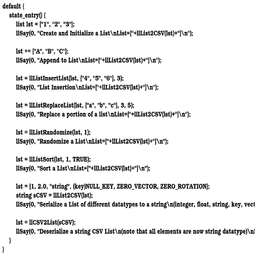 default {
state_entry() {
list lst = ["1", "2", "3"];
llSay(0, "Create and Initialize a List\nList=["+llList2CSV(lst)+"]\n");
lst += ["A", "B", "C"];
llSay(0, "Append to List\nList=["+llList2CSV(lst)+"]\n");
lst = llListInsertList(lst, ["4", "5", "6"], 3);
llSay(0, "List Insertion\nList=["+llList2CSV(lst)+"]\n");
lst = llListReplaceList(lst, ["a", "b", "c"], 3, 5);
llSay(0, "Replace a portion of a list\nList=["+llList2CSV(lst)+"]\n");
lst = llListRandomize(lst, 1);
llSay(0, "Randomize a List\nList=["+llList2CSV(lst)+"]\n");
lst = llListSort(lst, 1, TRUE);
llSay(0, "Sort a List\nList=["+llList2CSV(lst)+"]\n");
lst = [1, 2.0, "string", (key)NULL_KEY, ZERO_VECTOR, ZERO_ROTATION];
string sCSV = llList2CSV(lst);
llSay(0, "Serialize a List of different datatypes to a string\n(integer, float, string, key, vect
lst = llCSV2List(sCSV);
llSay(0, "Deserialize a string CSV List\n(note that all elements are now string datatype)\nl
}
}